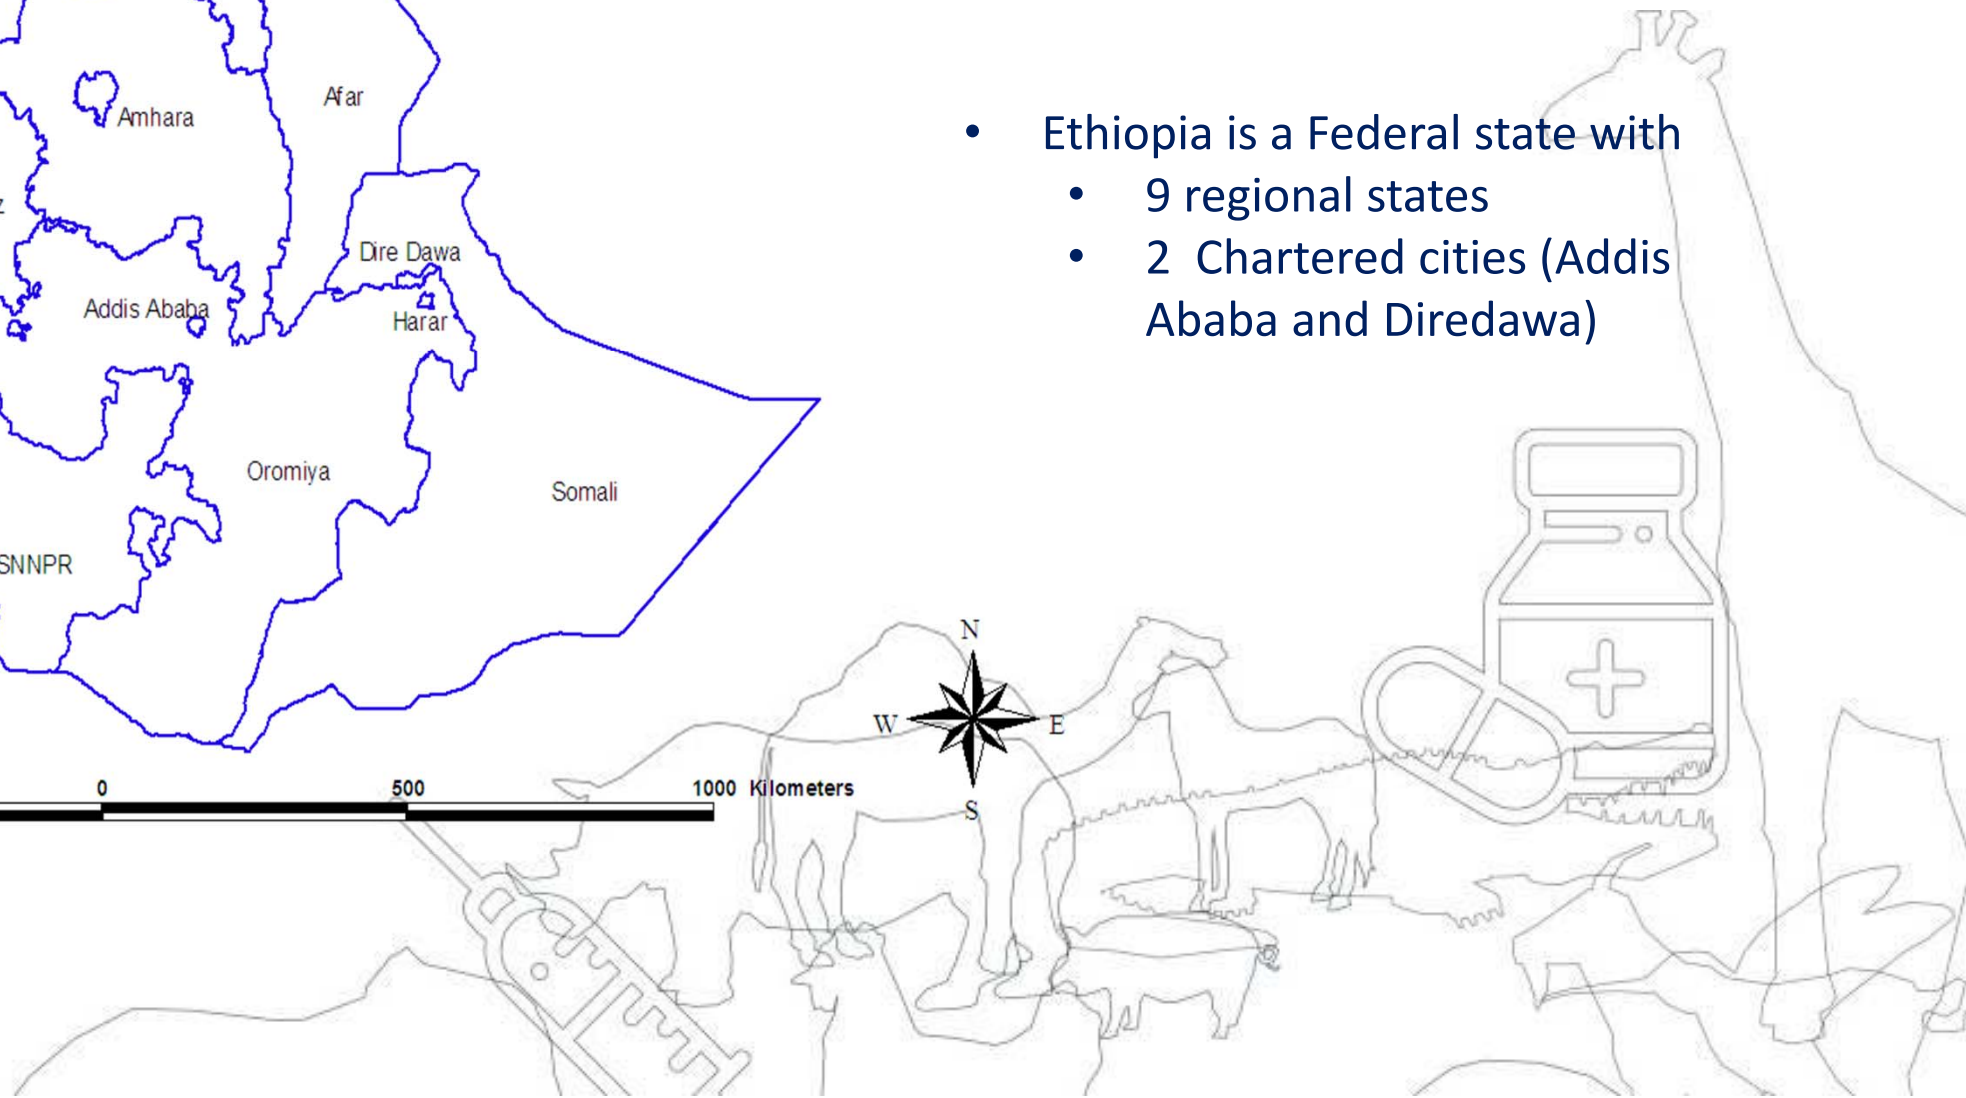 Afar
Amhara
z
Dire Dawa
Addis Ababa
Harar
Oromiya
Somali
SNNPR
• Ethiopia is a Federal state with
• 9 regional states
• 2 Chartered cities (Addis
Ababa and Diredawa)
N
W E
S
0 500 1000 Kilometers